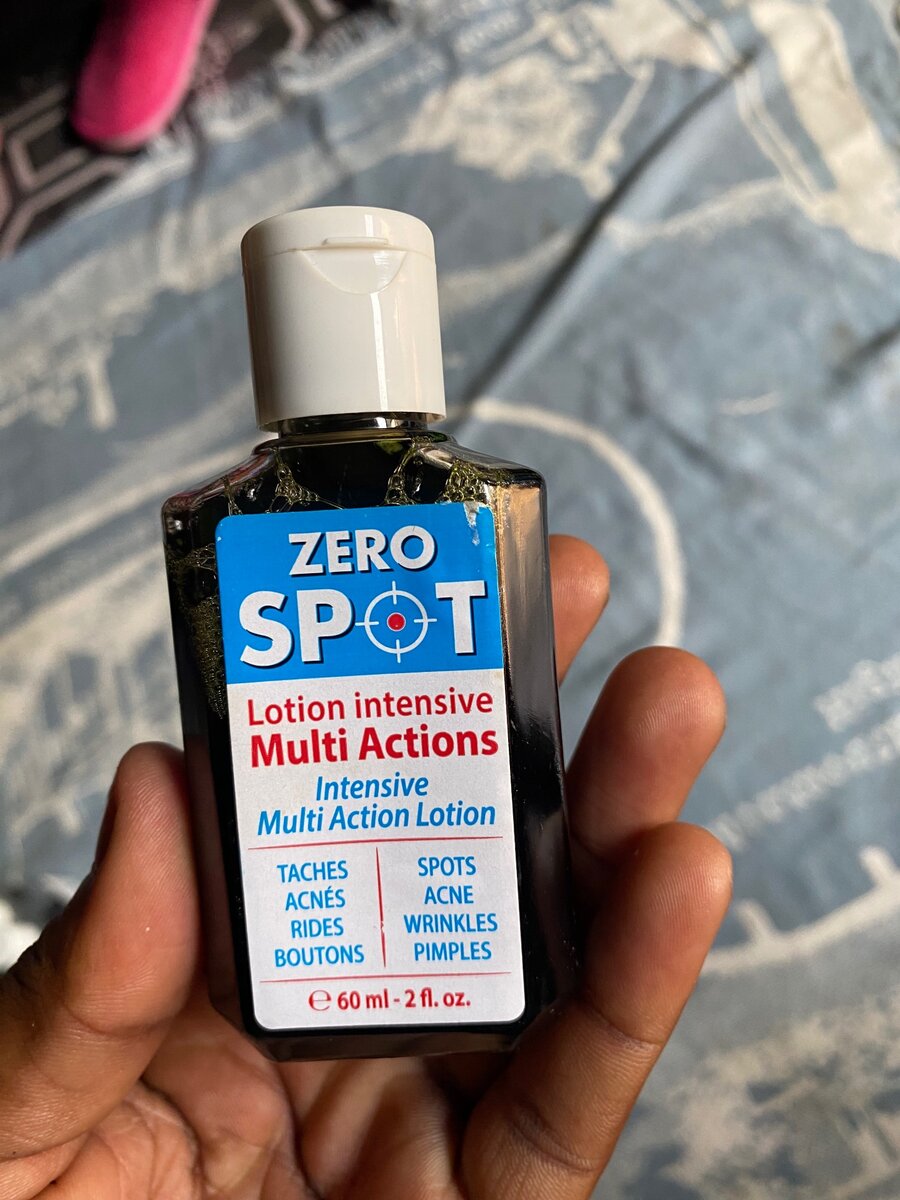 ZERO
SPOT
Lotion intensive
Multi Actions
Intensive
Multi Action Lotion
TACHES
ACNÉS
RIDES
BOUTONS
SPOTS
ACNE
WRINKLES
PIMPLES
℮ 60 ml - 2 fl. oz.